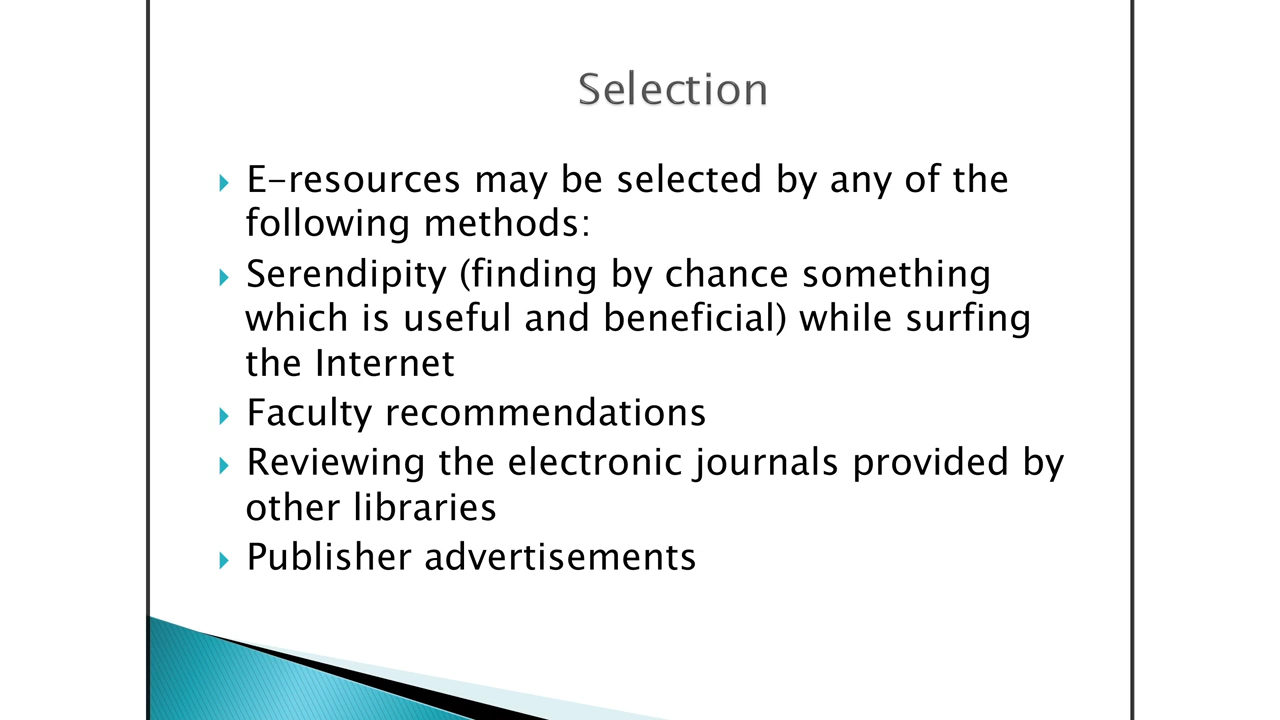 Selection
E-resources may be selected by any of the
following methods:
Serendipity (finding by chance something
which is useful and beneficial) while surfing
the Internet
Faculty recommendations
Reviewing the electronic journals provided by
other libraries
Publisher advertisements